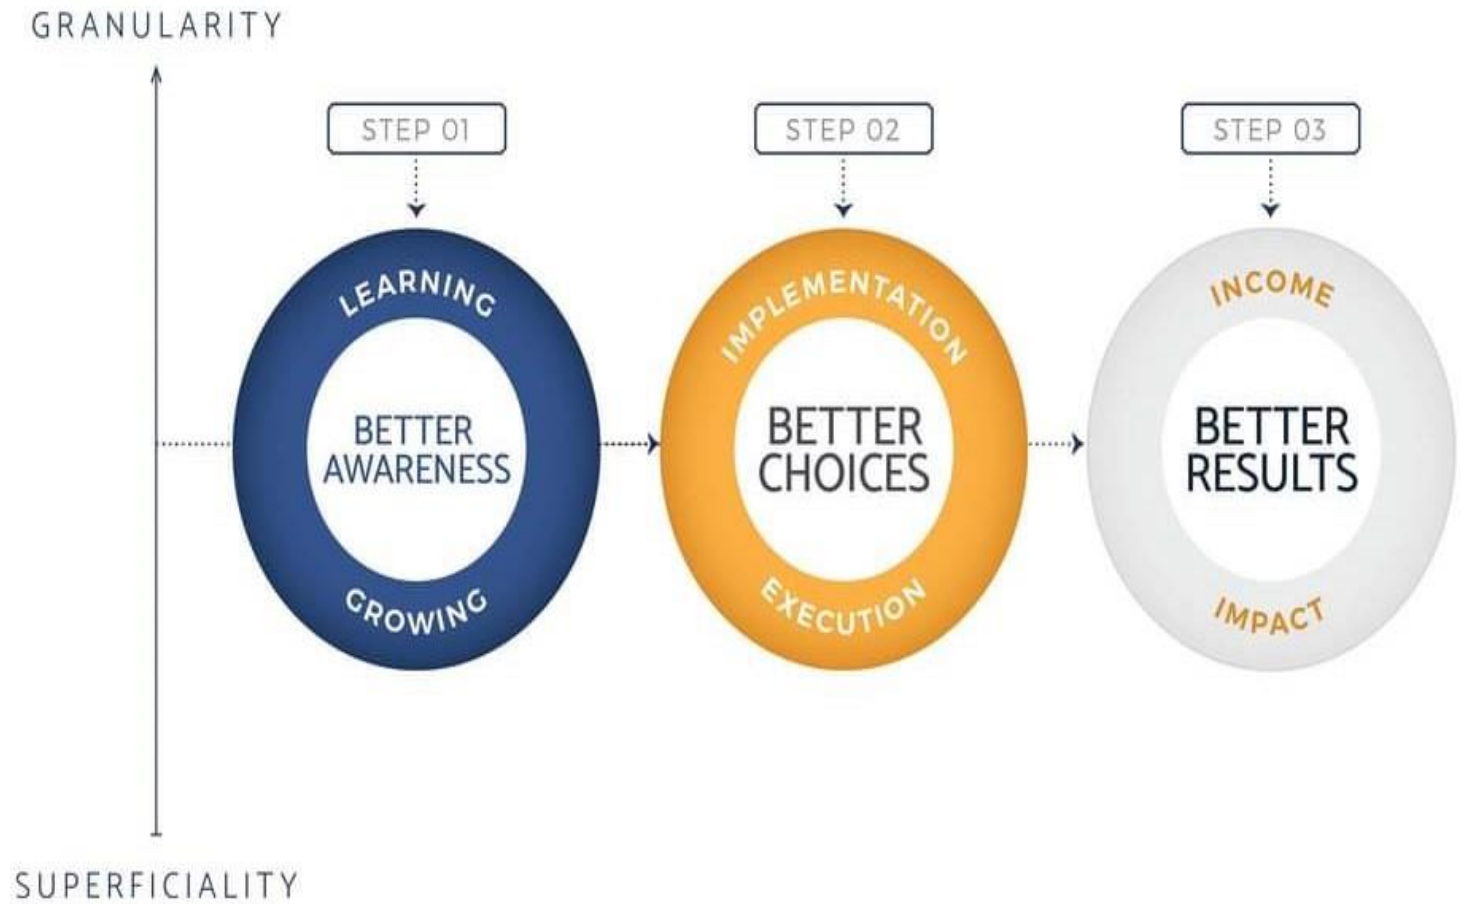 GRANULARITY
STEP 01
STEP 02
STEP 03
LEARNING
BETTER
AWARENESS
GROWING
IMPLEMENTATION
BETTER
CHOICES
EXECUTION
INCOME
BETTER
RESULTS
IMPACT
SUPERFICIALITY